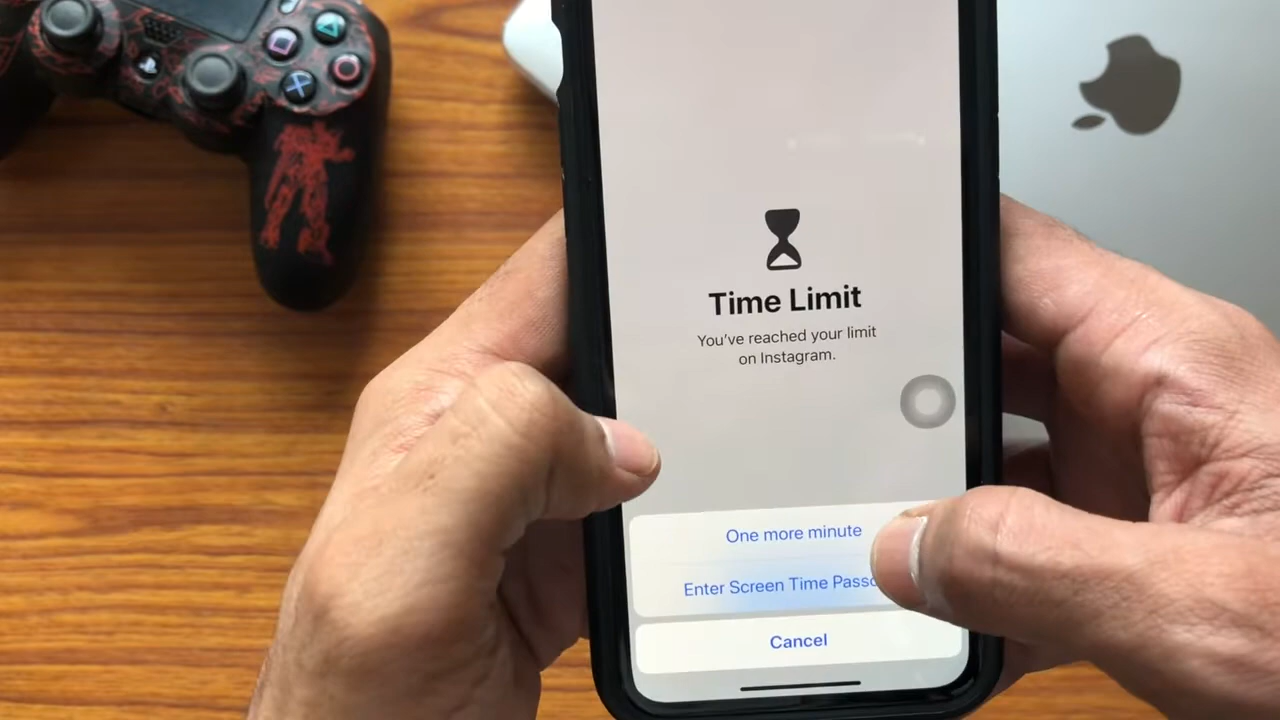 Time Limit
You've reached your limit
on Instagram.
One more minute
Enter Screen Time
Cancel